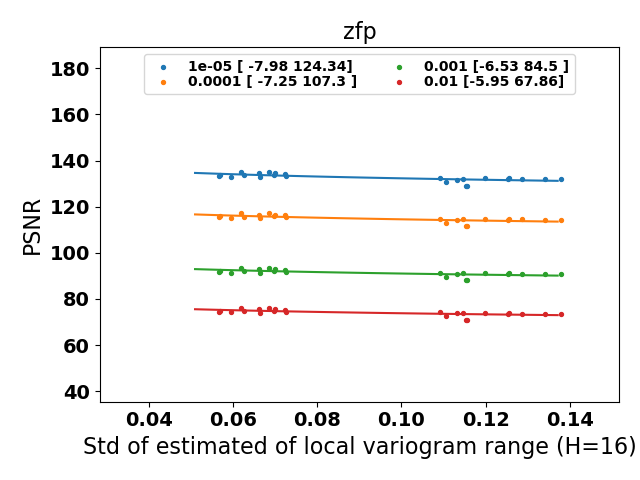 zfp
1e-05 [ -7.98 124.34]
0.0001 [ -7.25 107.3 ]
0.001 [-6.53 84.5 ]
0.01 [-5.95 67.86]
PSNR
180
160
140
120
100
80
60
40
0.04 0.06 0.08 0.10 0.12 0.14
Std of estimated of local variogram range (H=16)